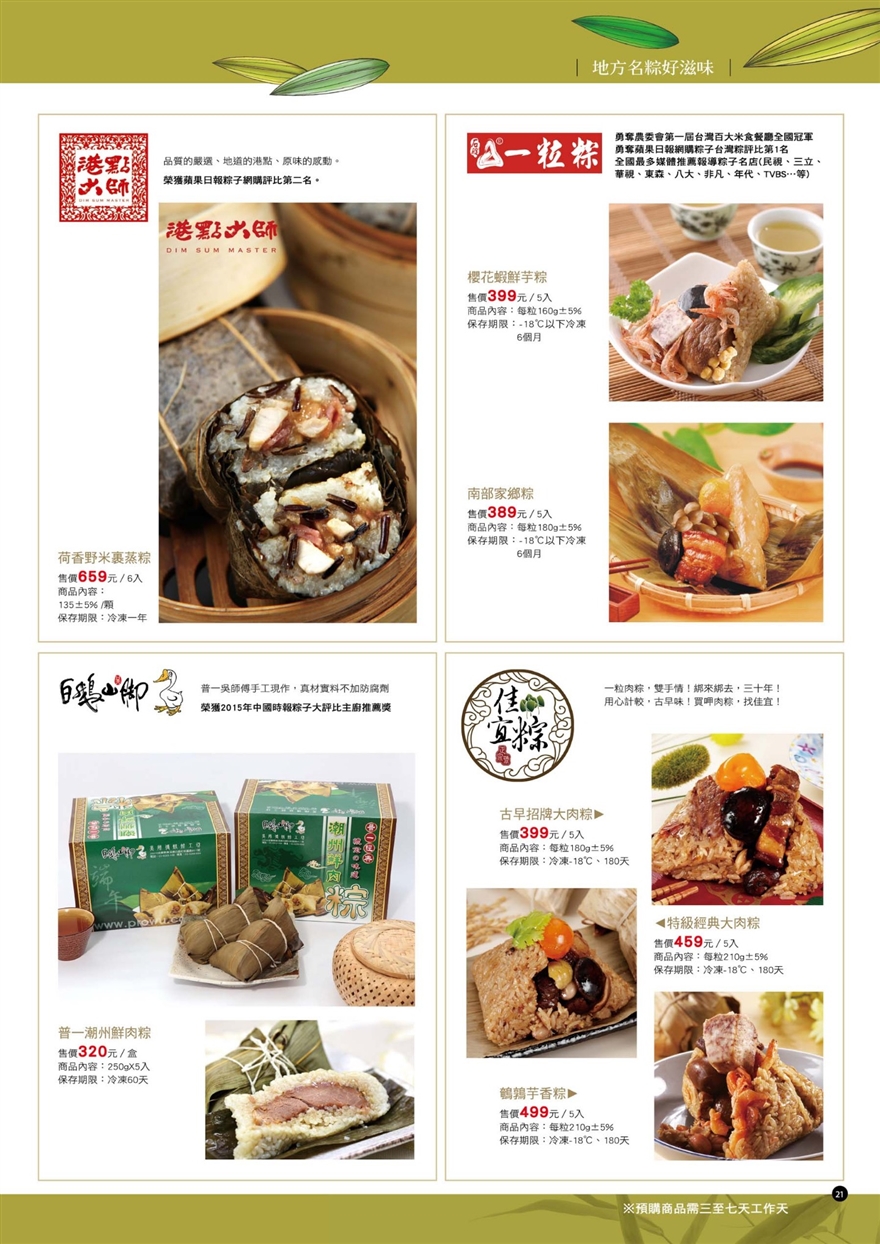 地方名粽好滋味
港點大師
DIM SUM MASTER
品質的嚴選、地道的港點、原味的感動。
榮獲蘋果日報粽子網購評比第二名。
港點大師
DIM SUM MASTER
荷香野米裹蒸粽
售價659元 / 6入
商品內容：
135±5% /顆
保存期限：冷凍一年
一粒粽
勇奪農委會第一屆台灣百大米食餐廳全國冠軍
勇奪蘋果日報網購粽子台灣粽評比第1名
全國最多媒體推薦報導粽子名店(民視、三立、
華視、東森、八大、非凡、年代、TVBS⋯等)
櫻花蝦鮮芋粽
售價399元 / 5入
商品內容：每粒160g±5%
保存期限：-18℃以下冷凍
6個月
南部家鄉粽
售價389元 / 5入
商品內容：每粒180g±5%
保存期限：-18℃以下冷凍
6個月
白鵝山腳
普一吳師傅手工現作，真材實料不加防腐劑
榮獲2015年中國時報粽子大評比主廚推薦獎
潮州鮮肉粽
端午
www.prowu.c
普一潮州鮮肉粽
售價320元 / 盒
商品內容：250gX5入
保存期限：冷凍60天
佳宜粽
一粒肉粽，雙手情！綁來綁去，三十年！
用心計較，古早味！買呷肉粽，找佳宜！
古早招牌大肉粽▶
售價399元 / 5入
商品內容：每粒180g±5%
保存期限：冷凍-18℃、180天
◀特級經典大肉粽
售價459元 / 5入
商品內容：每粒210g±5%
保存期限：冷凍-18℃、180天
鵪鶉芋香粽▶
售價499元 / 5入
商品內容：每粒210g±5%
保存期限：冷凍-18℃、180天
21
※預購商品需三至七天工作天